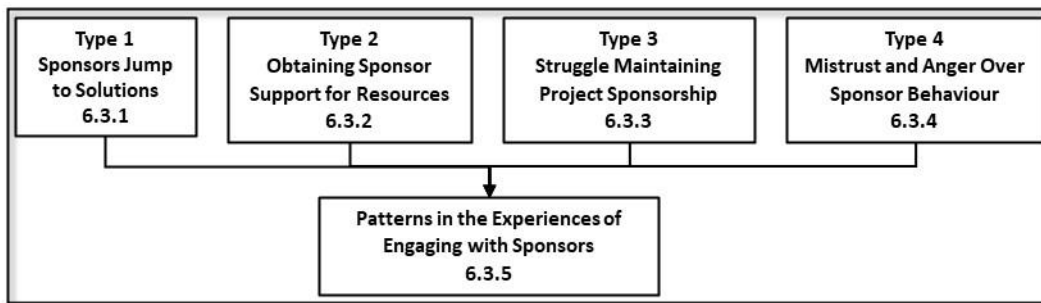 Type 1
Sponsors Jump
to Solutions
6.3.1
Type 2
Obtaining Sponsor
Support for Resources
6.3.2
Type 3
Struggle Maintaining
Project Sponsorship
6.3.3
Type 4
Mistrust and Anger Over
Sponsor Behaviour
6.3.4
Patterns in the Experiences of
Engaging with Sponsors
6.3.5